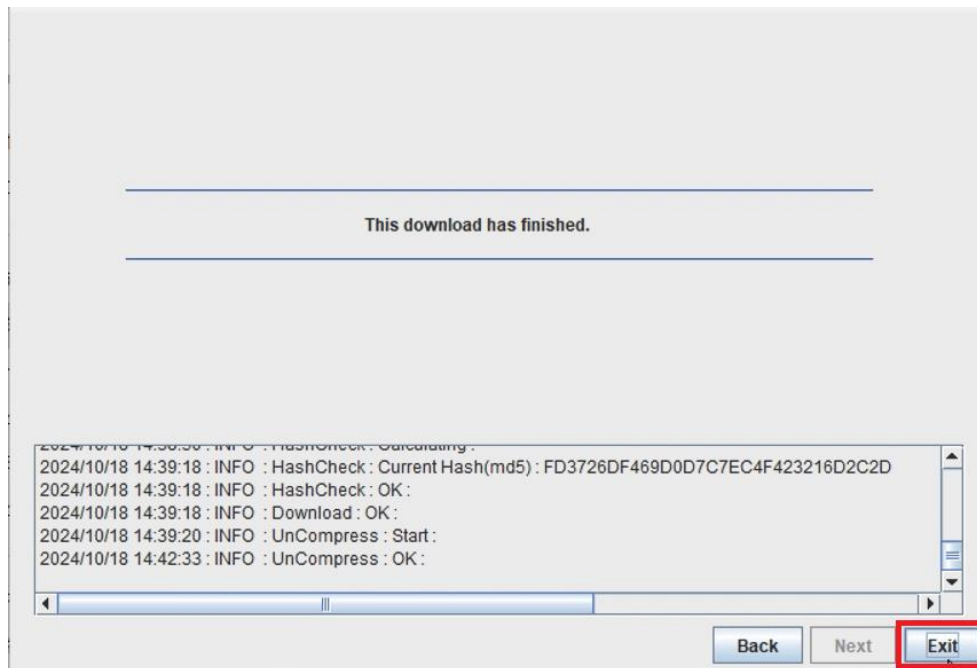 This download has finished.
2024/10/18 14:39:18 : INFO : HashCheck : Current Hash(md5) : FD3726DF469D0D7C7EC4F423216D2C2D
2024/10/18 14:39:18 : INFO : HashCheck : OK :
2024/10/18 14:39:18 : INFO : Download : OK :
2024/10/18 14:39:20 : INFO : UnCompress : Start :
2024/10/18 14:42:33 : INFO : UnCompress : OK :
Back Next Exit